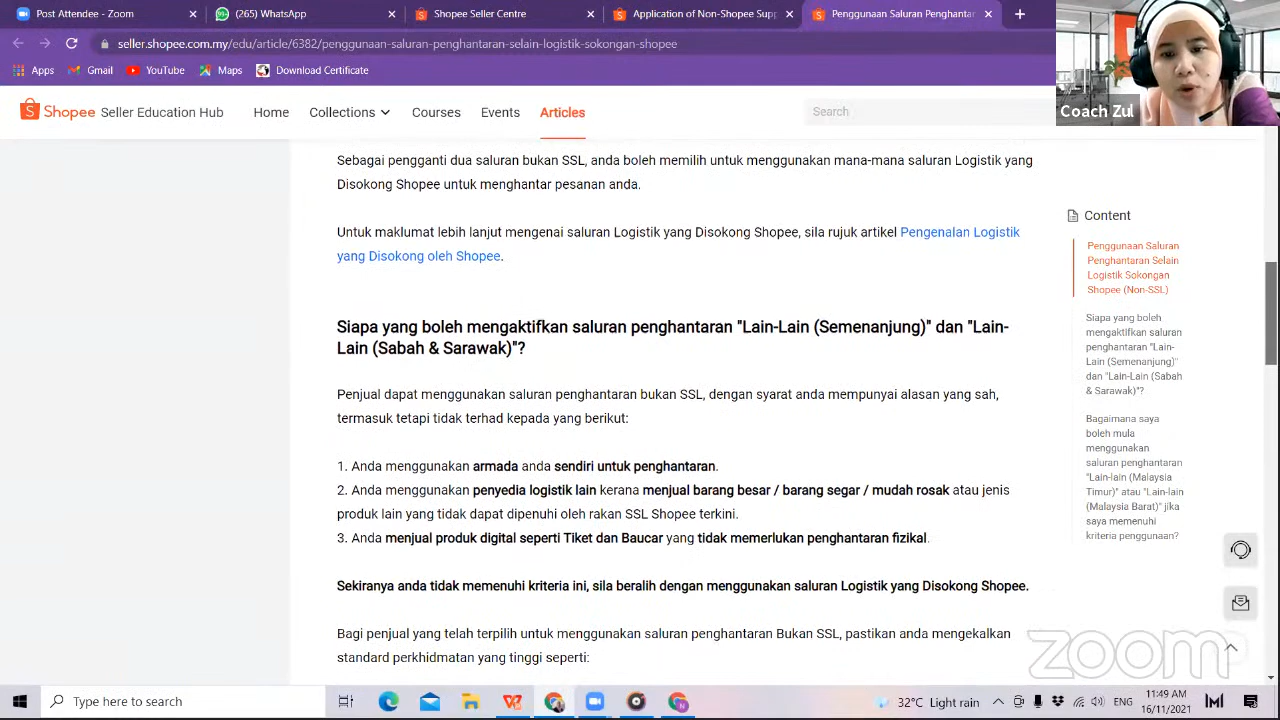 Post Attendee - Zoom
(265) WhatsApp
Shopee Seller Centre
Application of Non-Shopee Supp
Penggunaan Saluran Penghantar
seller.shopee.com.my/edu/article/6382/penggunaan-saluran-penghantaran-selain-logistik-sokongan-shopee
Apps
Gmail
YouTube
Maps
Download Certificate
Coach Zul
Shopee Seller Education Hub
Home
Collections
Courses
Events
Articles
Search
Sebagai pengganti dua saluran bukan SSL, anda boleh memilih untuk menggunakan mana-mana saluran Logistik yang
Disokong Shopee untuk menghantar pesanan anda.
Untuk maklumat lebih lanjut mengenai saluran Logistik yang Disokong Shopee, sila rujuk artikel Pengenalan Logistik
yang Disokong oleh Shopee.
Siapa yang boleh mengaktifkan saluran penghantaran "Lain-Lain (Semenanjung)" dan "Lain-
Lain (Sabah & Sarawak)"?
Penjual dapat menggunakan saluran penghantaran bukan SSL, dengan syarat anda mempunyai alasan yang sah,
termasuk tetapi tidak terhad kepada yang berikut:
1. Anda menggunakan armada anda sendiri untuk penghantaran.
2. Anda menggunakan penyedia logistik lain kerana menjual barang besar / barang segar / mudah rosak atau jenis
produk lain yang tidak dapat dipenuhi oleh rakan SSL Shopee terkini.
3. Anda menjual produk digital seperti Tiket dan Baucar yang tidak memerlukan penghantaran fizikal.
Sekiranya anda tidak memenuhi kriteria ini, sila beralih dengan menggunakan saluran Logistik yang Disokong Shopee.
Bagi penjual yang telah terpilih untuk menggunakan saluran penghantaran Bukan SSL, pastikan anda mengekalkan
standard perkhidmatan yang tinggi seperti:
Content
Penggunaan Saluran
Penghantaran Selain
Logistik Sokongan
Shopee (Non-SSL)
Siapa yang boleh
mengaktifkan saluran
penghantaran "Lain-
Lain (Semenanjung)"
dan "Lain-Lain (Sabah
& Sarawak)"?
Bagaimana saya
boleh mula
menggunakan
saluran penghantaran
"Lain-lain (Malaysia
Timur)" atau "Lain-lain
(Malaysia Barat)" jika
saya memenuhi
kriteria penggunaan?
zoom
Type here to search
32°C Light rain
ENG
11:49 AM
16/11/2021